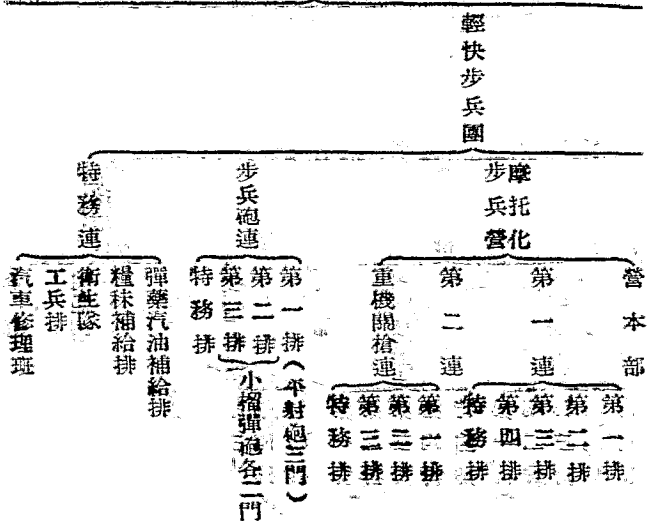 輕快步兵團
摩托化
步兵營
營本部
第一連
第一排
第二排
第三排
第四排
特務排
第二連
重機關槍連
第一排
第二排
第三排
特務排
步兵砲連
第一排(平射砲三門)
第二排
第三排
小榴彈砲各二門
特務排
特務連
彈藥汽油補給排
糧秣補給排
衛生隊
工兵排
汽車修理班